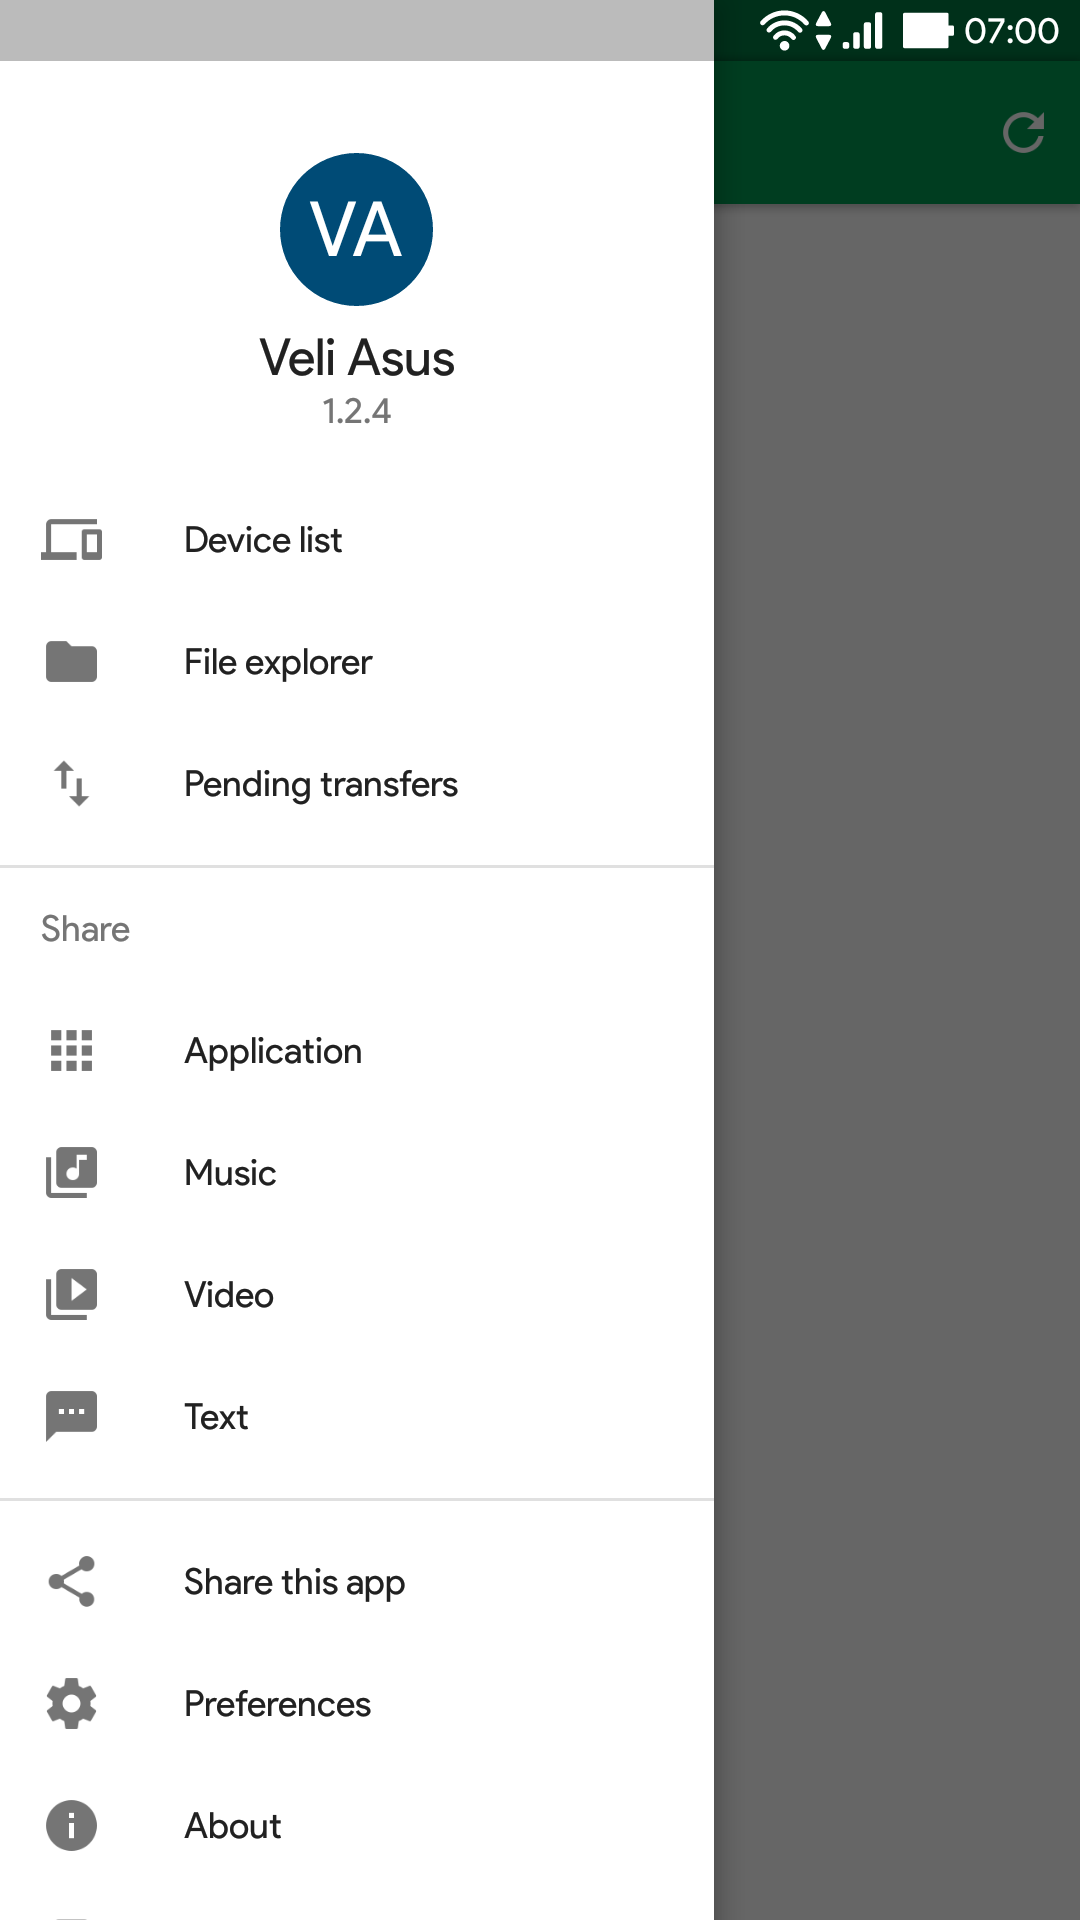 07:00
VA
Veli Asus
1.2.4
Device list
File explorer
Pending transfers
Share
Application
Music
Video
Text
Share this app
Preferences
About